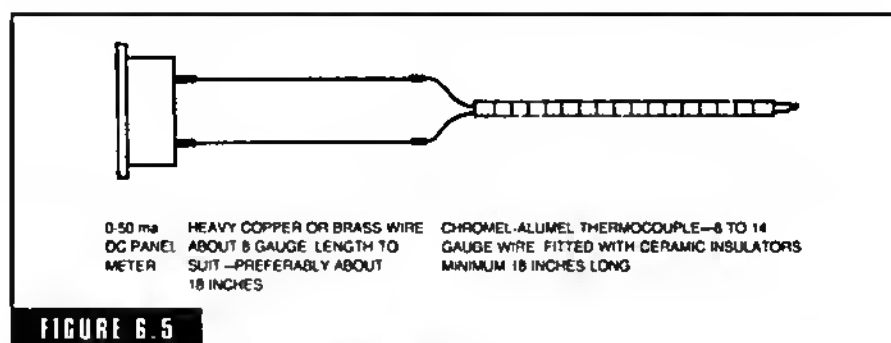 0-50 ma
DC PANEL
METER
HEAVY COPPER OR BRASS WIRE
ABOUT 8 GAUGE LENGTH TO
SUIT—PREFERABLY ABOUT
18 INCHES
CHROMEL-ALUMEL THERMOCOUPLE—8 TO 14
GAUGE WIRE FITTED WITH CERAMIC INSULATORS
MINIMUM 18 INCHES LONG
FIGURE 6.5